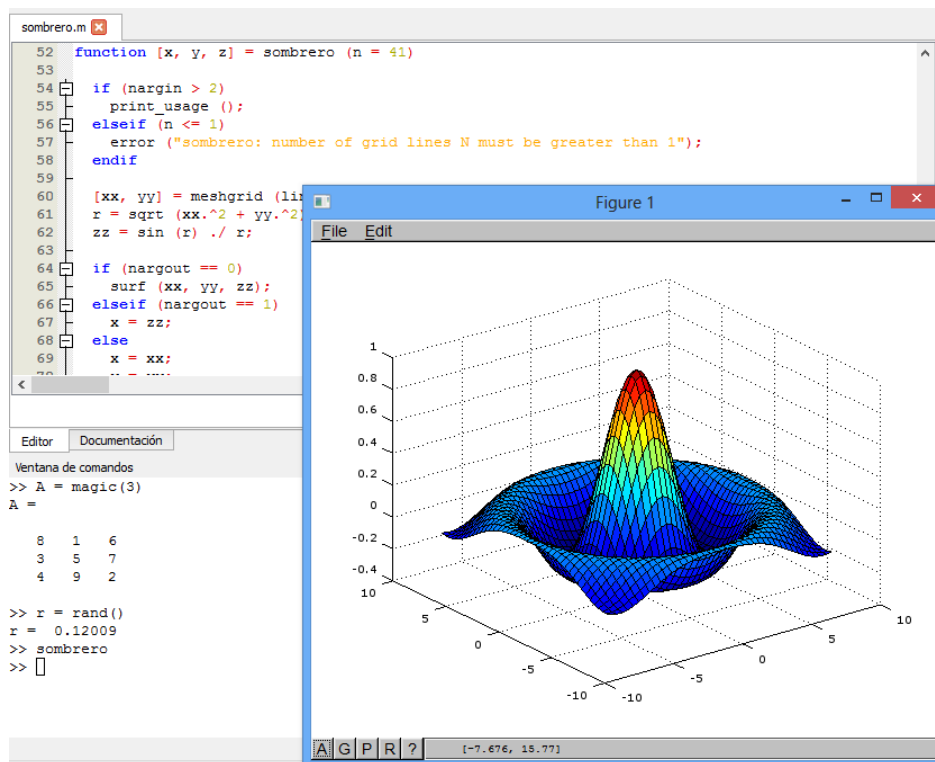 sombrero.m
52 function [x, y, z] = sombrero (n = 41)
53
54 if (nargin > 2)
55 print_usage ();
56 elseif (n <= 1)
57 error ("sombrero: number of grid lines N must be greater than 1");
58 endif
59
60 [xx, yy] = meshgrid (lin
61 r = sqrt (xx.^2 + yy.^2)
62 zz = sin (r) ./ r;
63
64 if (nargout == 0)
65 surf (xx, yy, zz);
66 elseif (nargout == 1)
67 x = zz;
68 else
69 x = xx;
Editor Documentación
Ventana de comandos
>> A = magic(3)
A =
8 1 6
3 5 7
4 9 2
>> r = rand()
r = 0.12009
>> sombrero
>>
Figure 1
File Edit
1
0.8
0.6
0.4
0.2
0
-0.2
-0.4
10
5
0
-5
-10
-10
-5
0
5
10
A G P R ? [-7.676, 15.77]